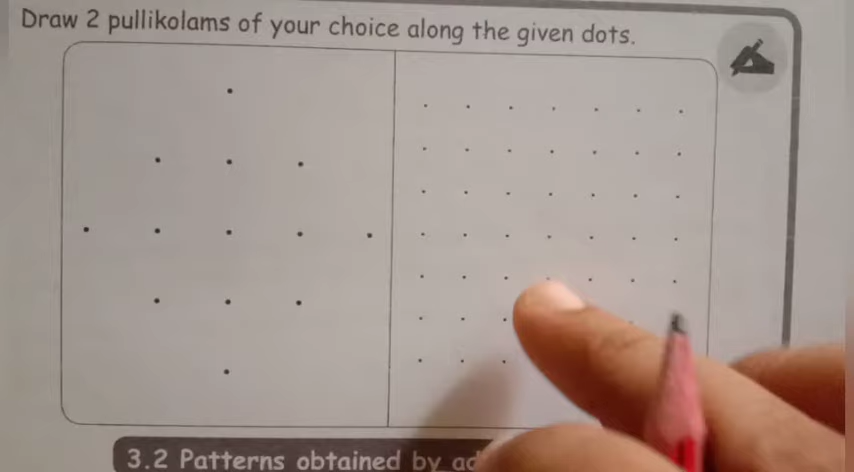 Draw 2 pullikolams of your choice along the given dots.
3.2 Patterns obtained by